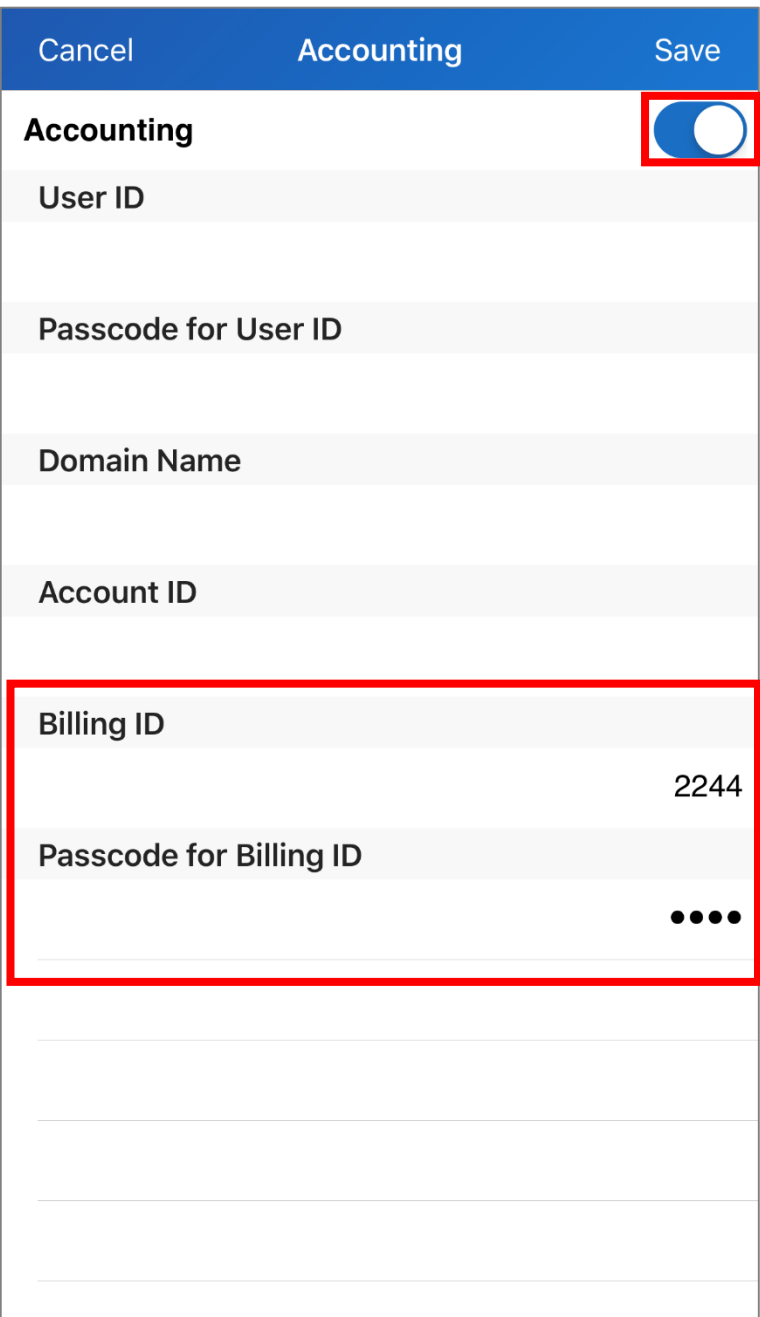 Cancel Accounting Save
Accounting
User ID
Passcode for User ID
Domain Name
Account ID
Billing ID
2244
Passcode for Billing ID
••••